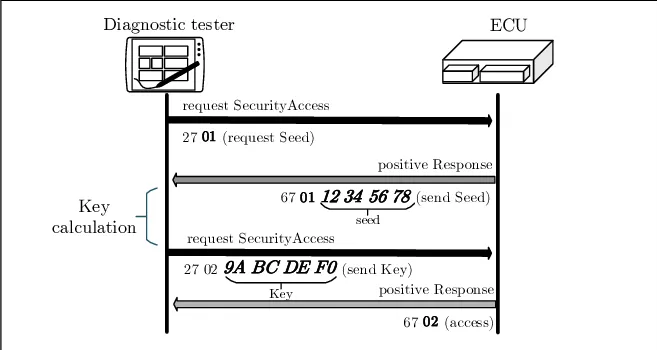 Diagnostic tester
ECU
request SecurityAccess
27 01 (request Seed)
positive Response
67 01 12 34 56 78 (send Seed)
seed
Key
calculation
request SecurityAccess
27 02 9A BC DE F0 (send Key)
Key
positive Response
67 02 (access)